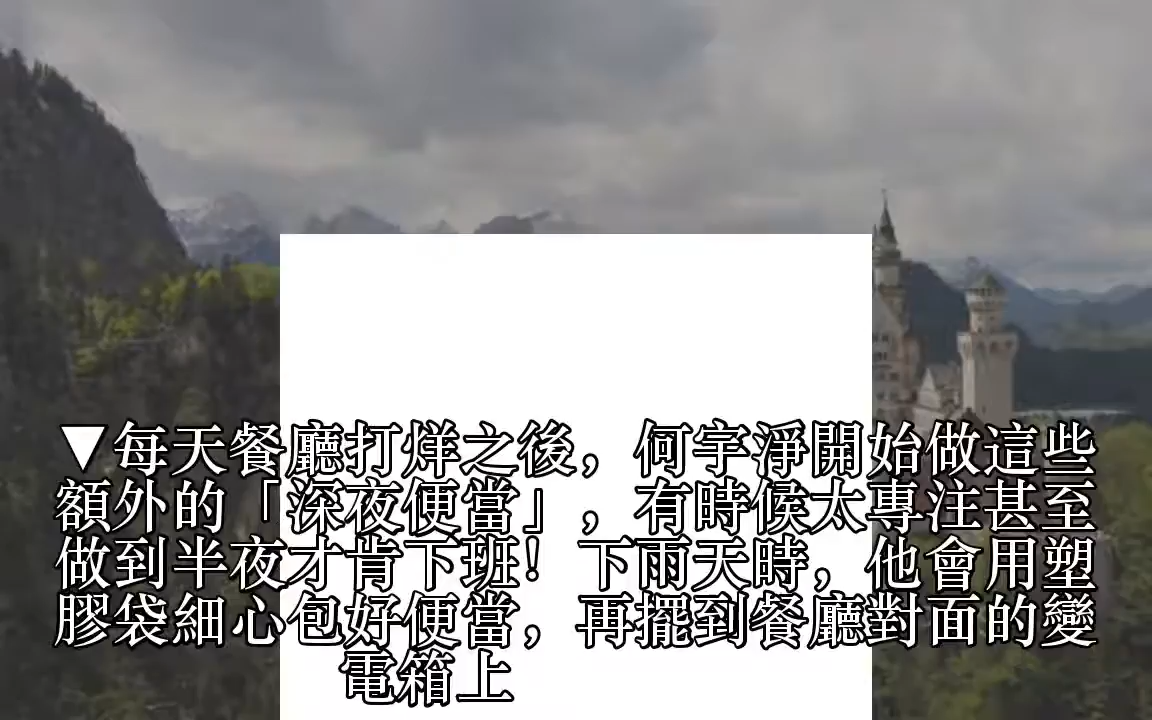 ▼每天餐廳打烊之後，何宇淨開始做這些
額外的「深夜便當」，有時候太專注甚至
做到半夜才肯下班！下雨天時，他會用塑
膠袋細心包好便當，再擺到餐廳對面的變
電箱上